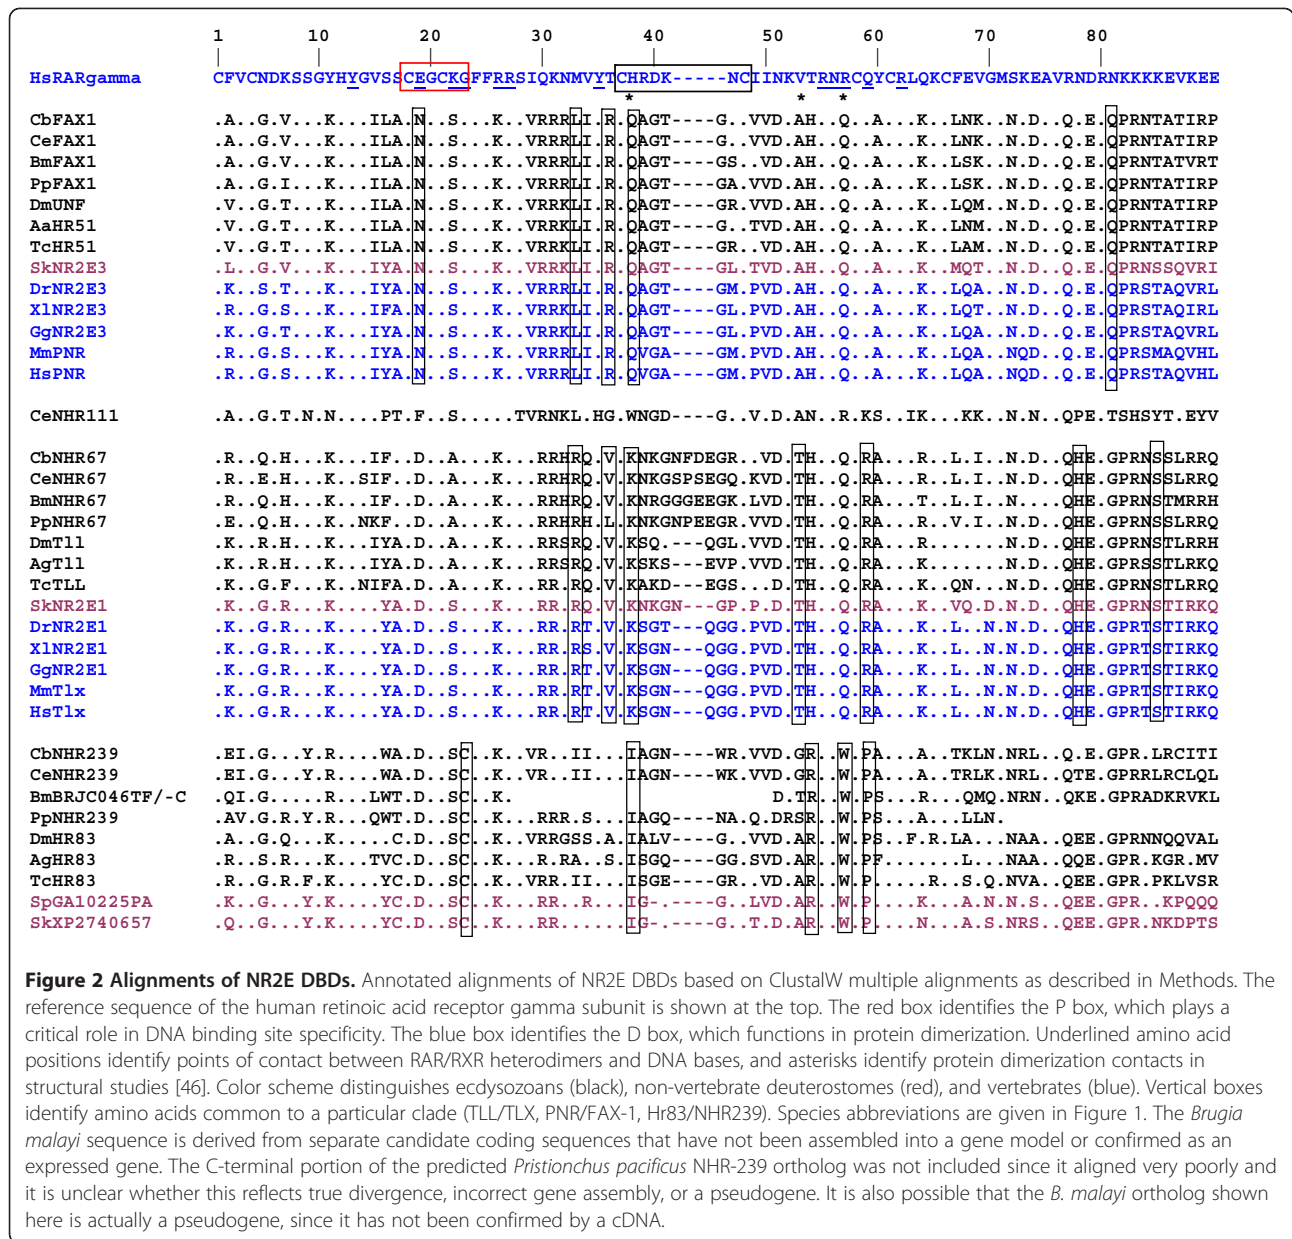 1 10 20 30 40 50 60 70 80
HsRARgamma CFVCNDKSSGYHYGVSSCEGCKGFFRRSIQKNMVYTCHRDK-----NCIINKVTRNRCQYCRLQKCFEVGMSKEAVRNDRNKKKKEVKEE
* * *
CbFAX1 .A..G.V...K...ILA.N..S...K..VRRRLI.R.QAGT----G..VVD.AH..Q..A...K..LNK..N.D..Q.E.QPRNTATIRP
CeFAX1 .A..G.T...K...ILA.N..S...K..VRRRLI.R.QAGT----G..VVD.AH..Q..A...K..LNK..N.D..Q.E.QPRNTATIRP
BmFAX1 .A..G.V...K...ILA.N..S...K..VRRRLI.R.QAGT----GS.VVD.AH..Q..A...K..LSK..N.D..Q.E.QPRNTATVRT
PpFAX1 .A..G.I...K...ILA.N..S...K..VRRRLI.R.QAGT----GA.VVD.AH..Q..A...K..LSK..N.D..Q.E.QPRNTATIRP
DmUNF .V..G.T...K...ILA.N..S...K..VRRKLI.R.QAGT----GR.VVD.AH..Q..A...K..LQM..N.D..Q.E.QPRNTATIRP
AaHR51 .V..G.T...K...ILA.N..S...K..VRRKLI.R.QAGT----G..TVD.AH..Q..A...K..LNM..N.D..Q.E.QPRNTATIRP
TcHR51 .V..G.T...K...ILA.N..S...K..VRRKLI.R.QAGT----GR..VD.AH..Q..A...K..LAM..N.D..Q.E.QPRNTATIRP
SkNR2E3 .L..G.V...K...IYA.N..S...K..VRRKLI.R.QAGT----GL.TVD.AH..Q..A...K..MQT..N.D..Q.E.QPRNSSQVRI
DrNR2E3 .K..S.T...K...IYA.N..S...K..VRRRLI.R.QAGT----GM.PVD.AH..Q..A...K..LQA..N.D..Q.E.QPRSTAQVRL
XlNR2E3 .K..G.S...K...IFA.N..S...K..VRRKLI.R.QAGT----GL.PVD.AH..Q..A...K..LQT..N.D..Q.E.QPRSTAQIRL
GgNR2E3 .K..G.T...K...IYA.N..S...K..VRRKLI.R.QAGT----GL.PVD.AH..Q..A...K..LQA..N.D..Q.E.QPRSTAQVRL
MmPNR .R..G.S...K...IYA.N..S...K..VRRRLI.R.QVGA----GM.PVD.AH..Q..A...K..LQA..NQD..Q.E.QPRSMAQVHL
HsPNR .R..G.S...K...IYA.N..S...K..VRRRLI.R.QVGA----GM.PVD.AH..Q..A...K..LQA..NQD..Q.E.QPRSTAQVHL
CeNHR111 .A..G.T.N.N....PT.F..S.....TVRNKL.HG.WNGD----G..V.D.AN..R.KS..IK...KK..N.N..QPE.TSHSYT.EYV
CbNHR67 .R..Q.H...K...IF..D..A...K...RRHRQ.V.KNKGNFDEGR..VD.TH..Q.RA...R..L.I..N.D..QHE.GPRNSSLRRQ
CeNHR67 .R..E.H...K..SIF..D..A...K...RRHRQ.V.KNKGSPSEGQ.KVD.TH..Q.RA...R..L.I..N.D..QHE.GPRNSSLRRQ
BmNHR67 .R..Q.H...K...IF..D..A...K...RRHRQ.V.KNRGGGEEGK.LVD.TH..Q.RA...T..L.I..N....QHE.GPRNSTMRRH
PpNHR67 .E..Q.H...K..NKF..D..A...K...RRHRH.L.KNKGNPEEGR.VVD.TH..Q.RA...R..V.I..N.D..QHE.GPRNSSLRRQ
DmTll .K..R.H...K...IYA.D..A...K...RRSRQ.V.KSQ.---QGL.VVD.TH..Q.RA...R.......N.D..QHE.GPRNSTLRRH
AgTll .K..R.H...K...IYA.D..A...K...RRSRQ.V.KSKS---EVP.VVD.TH..Q.RA...R.......N.D..QHE.GPRSSTLRRQ
TcTLL .K..G.F...K..NIFA.D..A...K...RR.RQ.V.KAKD---EGS...D.TH..Q.RA...K..QN...N.D..QHE.GPRNSTLRRQ
SkNR2E1 .K..G.R...K....YA.D..S...K...RR.RQ.V.KNKGN---GP.P.D.TH..Q.RA...K..VQ.D.N.D..QHE.GPRNSTIRKQ
DrNR2E1 .K..G.R...K....YA.D..S...K...RR.RT.V.KSGT---QGG.PVD.TH..Q.RA...K..L..N.N.D..QHE.GPRTSTIRKQ
XlNR2E1 .K..G.R...K....YA.D..S...K...RR.RS.V.KSGN---QGG.PVD.TH..Q.RA...K..L..N.N.D..QHE.GPRTSTIRKQ
GgNR2E1 .K..G.R...K....YA.D..S...K...RR.RT.V.KSGN---QGG.PVD.TH..Q.RA...K..L..N.N.D..QHE.GPRTSTIRKQ
MmTlx .K..G.R...K....YA.D..S...K...RR.RT.V.KSGN---QGG.PVD.TH..Q.RA...K..L..N.N.D..QHE.GPRTSTIRKQ
HsTlx .K..G.R...K....YA.D..S...K...RR.RT.V.KSGN---QGG.PVD.TH..Q.RA...K..L..N.N.D..QHE.GPRTSTIRKQ
CbNHR239 .EI.G...Y.R....WA.D..SC..K..VR..II...IAGN----WR.VVD.GR..W.PA...A..TKLN.NRL..Q.E.GPR.LRCITI
CeNHR239 .EI.G...Y.R....WA.D..SC..K..VR..II...IAGN----WK.VVD.GR..W.PA...A..TRLK.NRL..QTE.GPRRLRCLQL
BmBRJC046TF/-C .QI.G.....R...LWT.D..SC..K. D.TR..W.PS...R...QMQ.NRN..QKE.GPRADKRVKL
PpNHR239 .AV.G.R.Y.R...QWT.D..SC..K...RRR.S...IAGQ----NA.Q.DRSR..W.PS...A...LLN.
DmHR83 .A..G.Q...K.....C.D..SC..K..VRRGSS.A.IALV----G..VVD.AR..W.PS...F.R.LA...NAA..QEE.GPRNNQQVAL
AgHR83 .R..S.R...K...TVC.D..SC..K...R.RA..S.ISGQ----GG.SVD.AR..W.PF.......L...NAA..QQE.GPR.KGR.MV
TcHR83 .R..G.R.F.K....YC.D..SC..K..VRR.II...ISGE----GR..VD.AR..W.P.....R..S.Q.NVA..QEE.GPR.PKLVSR
SpGA10225PA .R..G...Y.K....YC.D..SC..K...RR..R...IG-.----G..LVD.AR..W.P....K...A.N.N.S..QEE.GPR..KPQQQ
SkXP2740657 .Q..G...Y.K....YC.D..SC..K...RR......IG-.----G..T.D.AR..W.P....N...A.S.NRS..QEE.GPR.NKDPTS
Figure 2 Alignments of NR2E DBDs. Annotated alignments of NR2E DBDs based on ClustalW multiple alignments as described in Methods. The
reference sequence of the human retinoic acid receptor gamma subunit is shown at the top. The red box identifies the P box, which plays a
critical role in DNA binding site specificity. The blue box identifies the D box, which functions in protein dimerization. Underlined amino acid
positions identify points of contact between RAR/RXR heterodimers and DNA bases, and asterisks identify protein dimerization contacts in
structural studies [46]. Color scheme distinguishes ecdysozoans (black), non-vertebrate deuterostomes (red), and vertebrates (blue). Vertical boxes
identify amino acids common to a particular clade (TLL/TLX, PNR/FAX-1, Hr83/NHR239). Species abbreviations are given in Figure 1. The Brugia
malayi sequence is derived from separate candidate coding sequences that have not been assembled into a gene model or confirmed as an
expressed gene. The C-terminal portion of the predicted Pristionchus pacificus NHR-239 ortholog was not included since it aligned very poorly and
it is unclear whether this reflects true divergence, incorrect gene assembly, or a pseudogene. It is also possible that the B. malayi ortholog shown
here is actually a pseudogene, since it has not been confirmed by a cDNA.